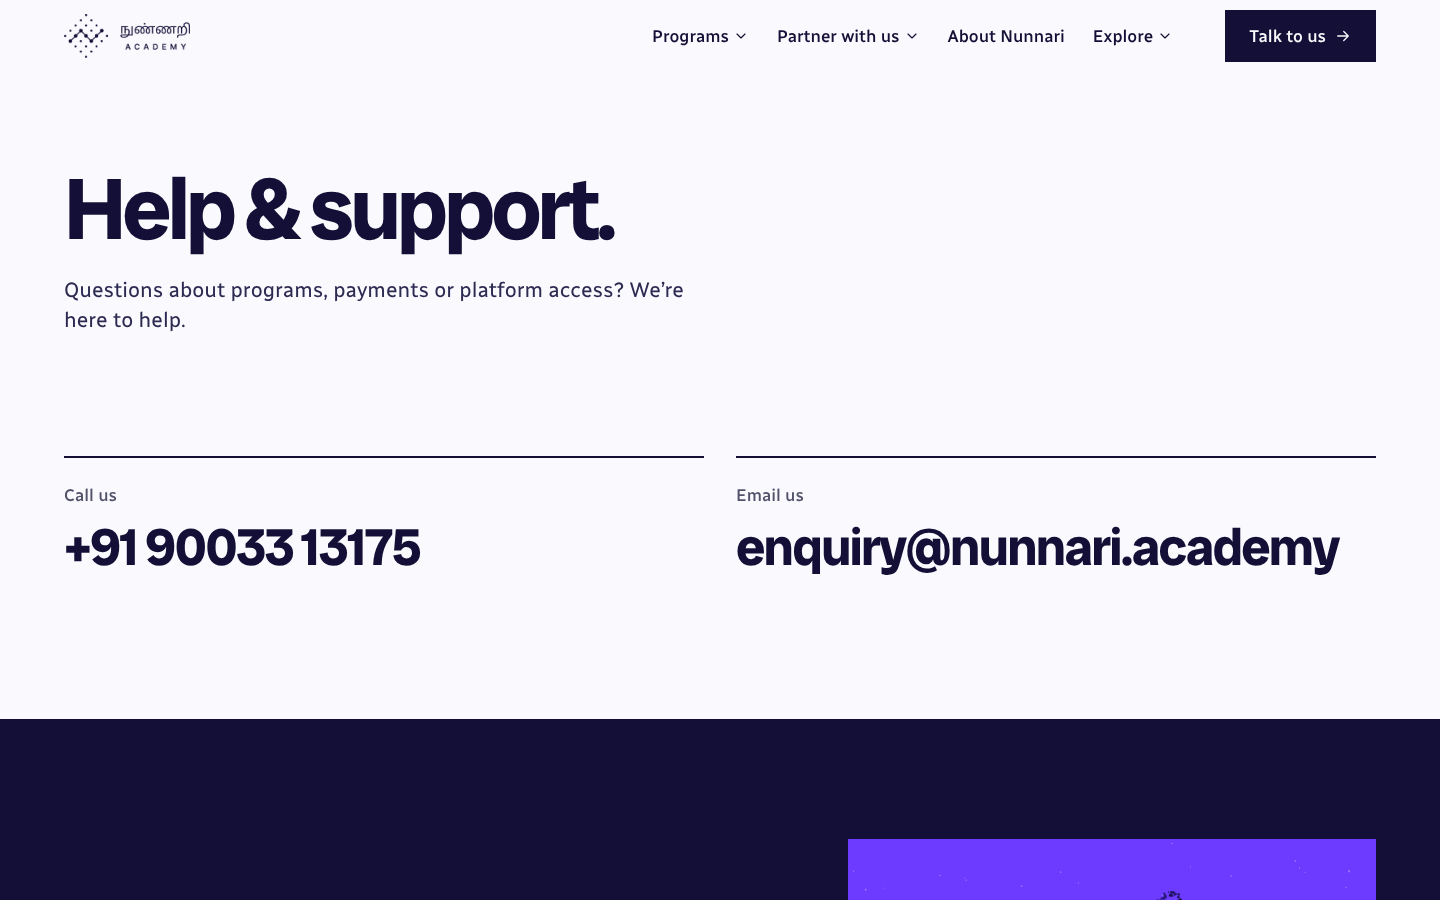 நுண்ணறி
ACADEMY
Programs
Partner with us
About Nunnari
Explore
Talk to us
Help & support.
Questions about programs, payments or platform access? We’re
here to help.
Call us
+91 90033 13175
Email us
enquiry@nunnari.academy